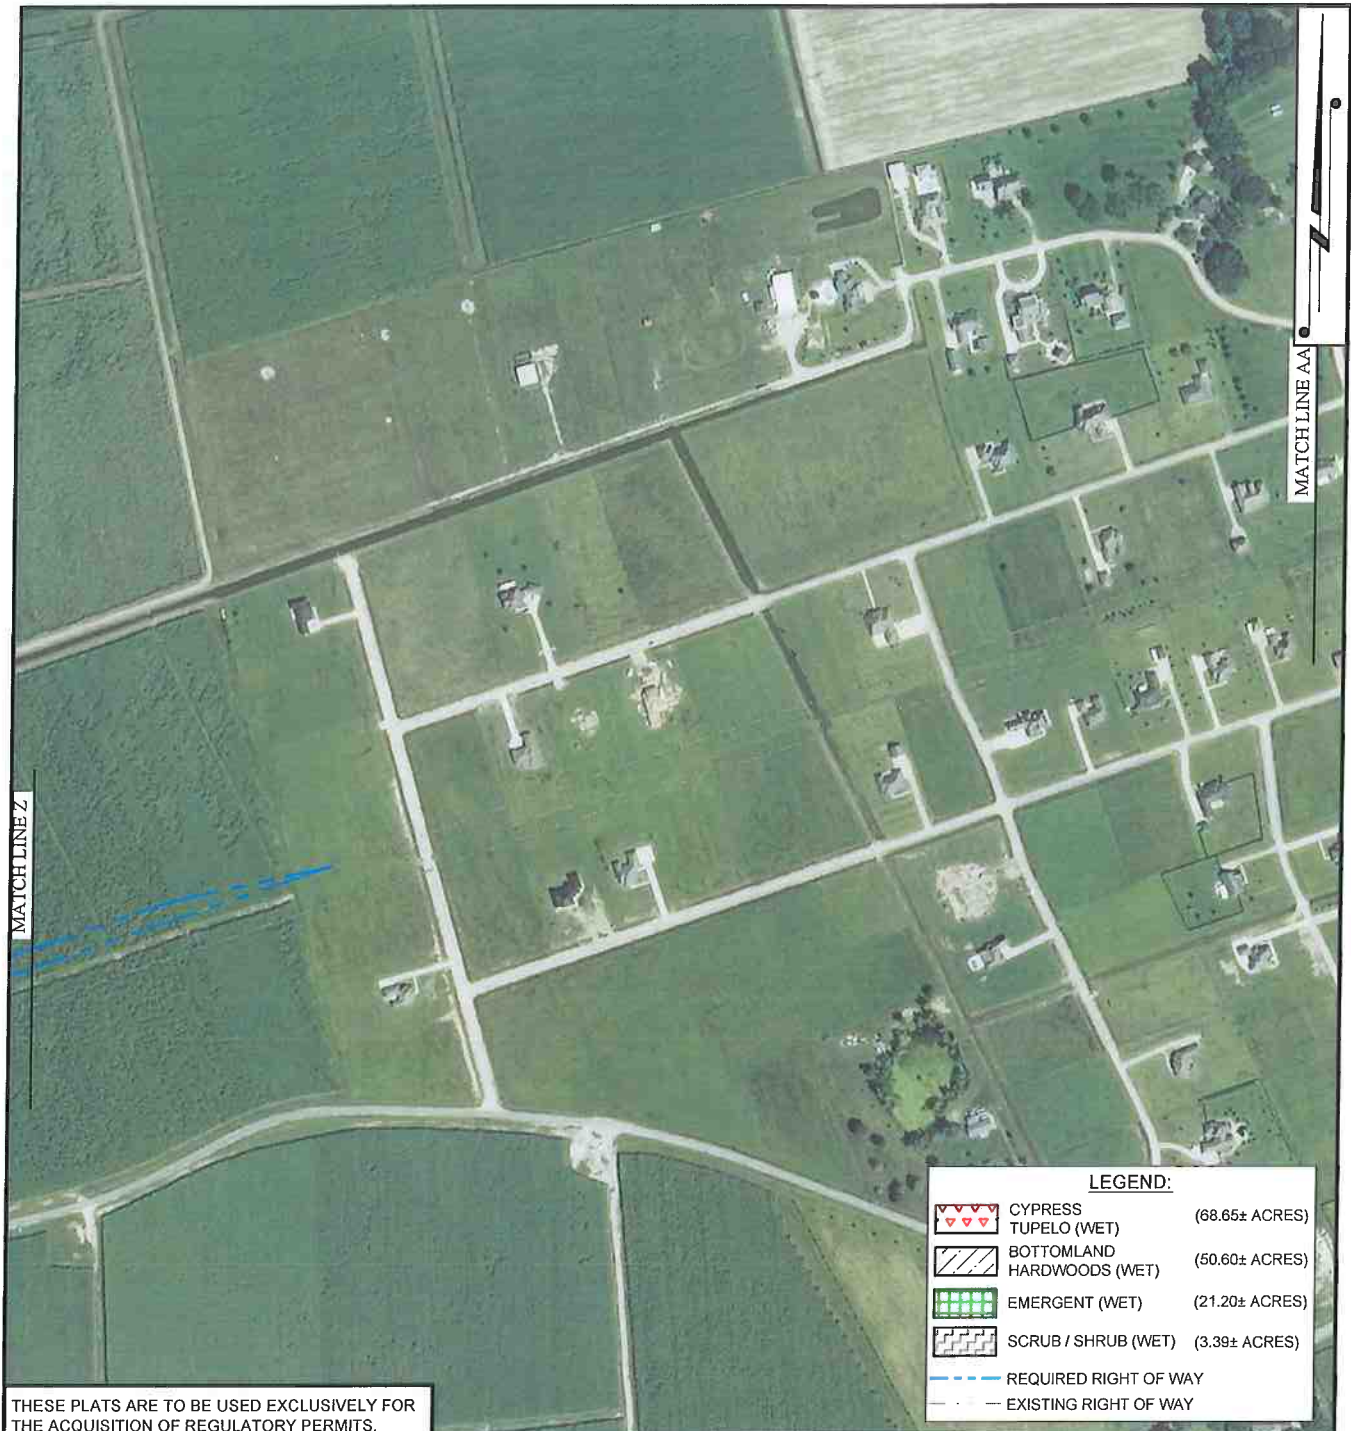 MATCH LINE AA
MATCH LINE Z
LEGEND:
CYPRESS
TUPELO (WET) (68.65± ACRES)
BOTTOMLAND
HARDWOODS (WET) (50.60± ACRES)
EMERGENT (WET) (21.20± ACRES)
SCRUB / SHRUB (WET) (3.39± ACRES)
REQUIRED RIGHT OF WAY
EXISTING RIGHT OF WAY
THESE PLATS ARE TO BE USED EXCLUSIVELY FOR
THE ACQUISITION OF REGULATORY PERMITS.